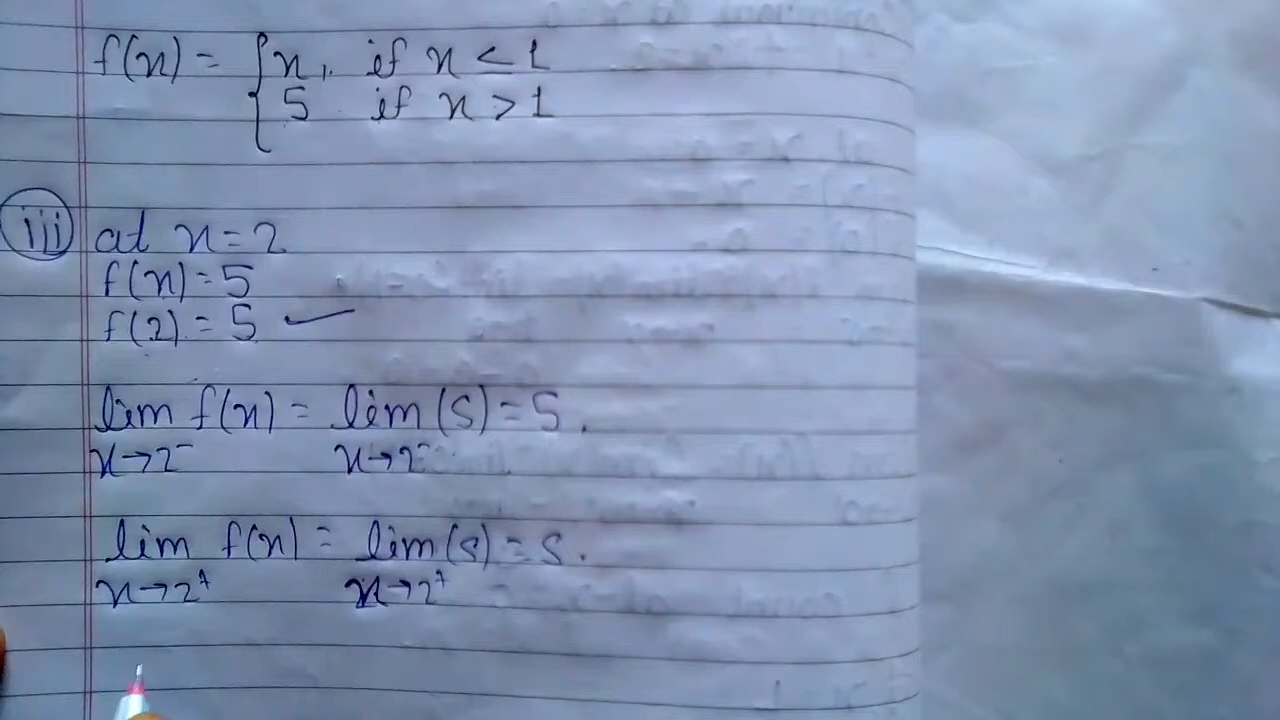 f(x) = { x, if x < 1
5 if x > 1
iii at x = 2
f(x) = 5
f(2) = 5
lim f(x) = lim (5) = 5.
x→2⁻ x→2⁻
lim f(x) = lim (5) = 5.
x→2⁺ x→2⁺